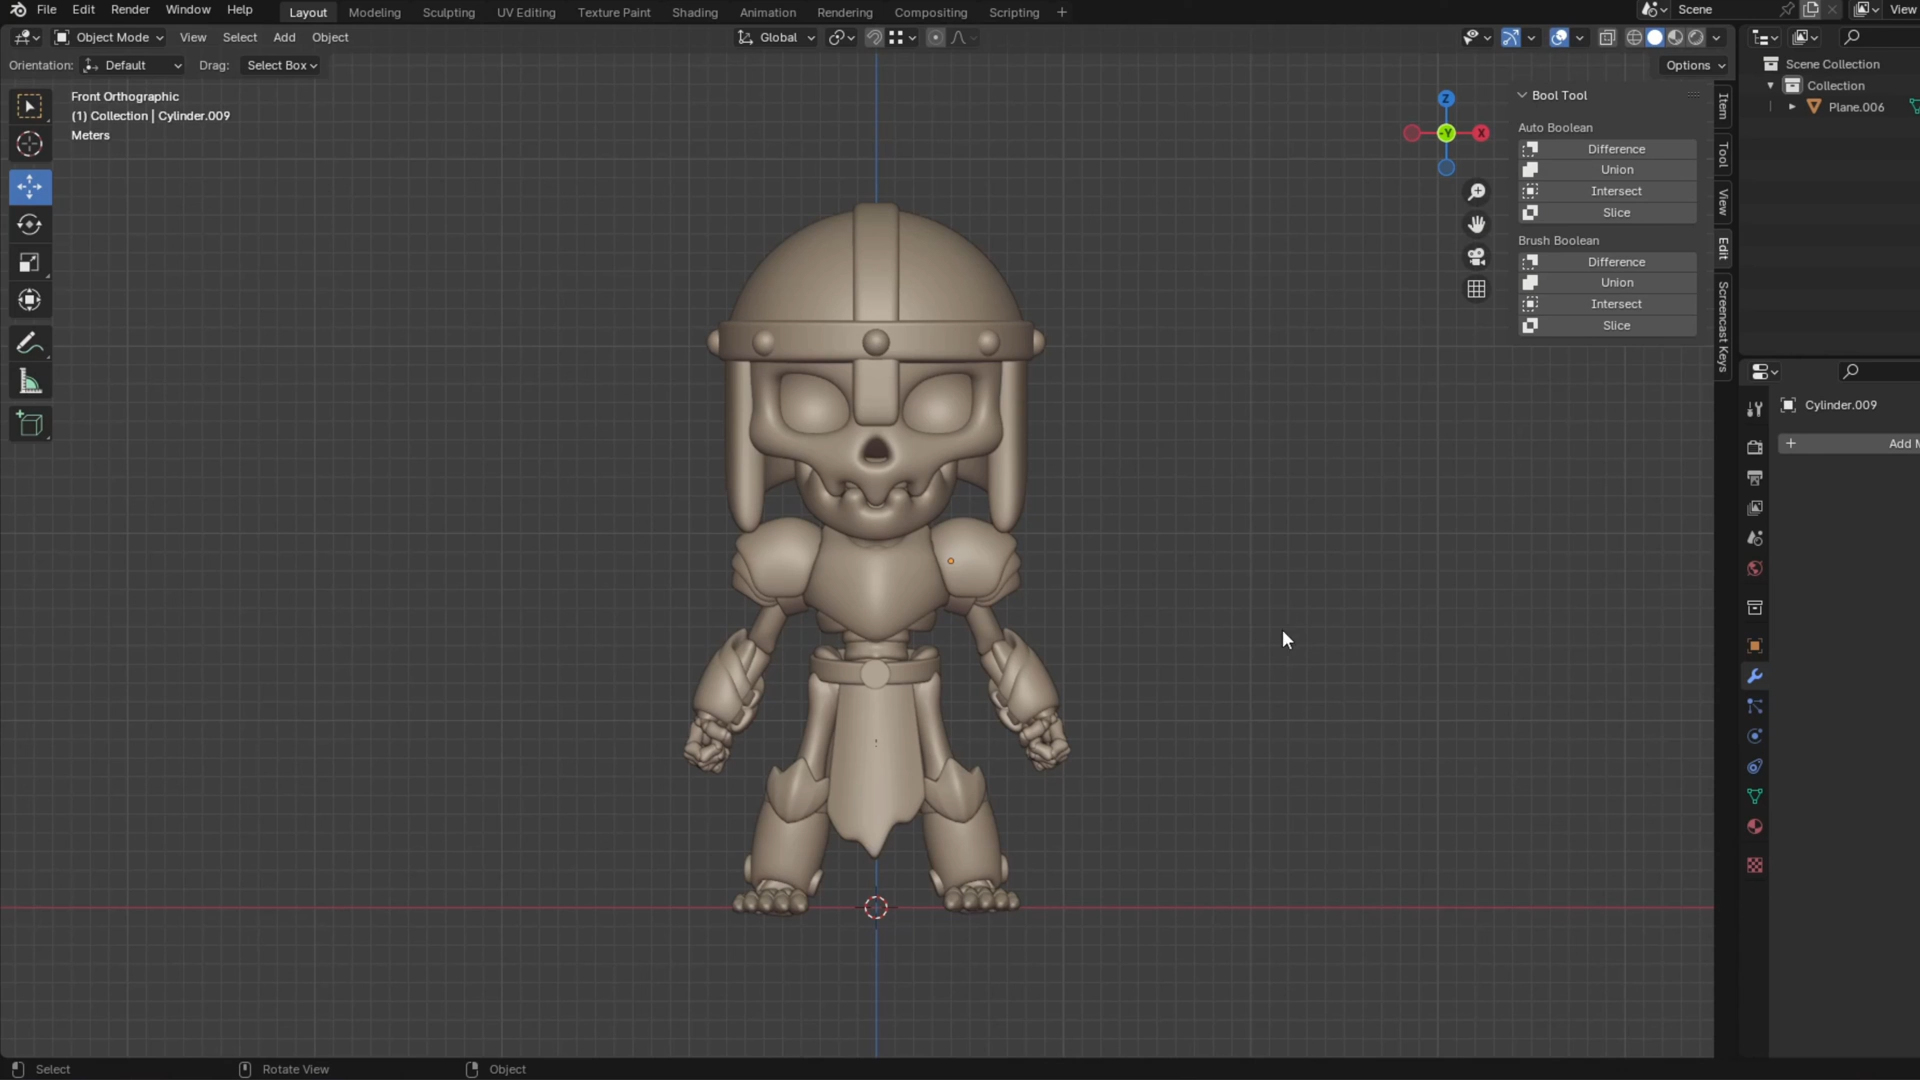 File Edit Render Window Help Layout Modeling Sculpting UV Editing Texture Paint Shading Animation Rendering Compositing Scripting + Scene View
Object Mode View Select Add Object Global
Orientation: Default Drag: Select Box Options
Front Orthographic
(1) Collection | Cylinder.009
Meters
Z
Y
X
Bool Tool
Auto Boolean
Difference
Union
Intersect
Slice
Brush Boolean
Difference
Union
Intersect
Slice
Item
Tool
View
Edit
Screencast Keys
Scene Collection
Collection
Plane.006
Cylinder.009
+ Add M
Select Rotate View Object